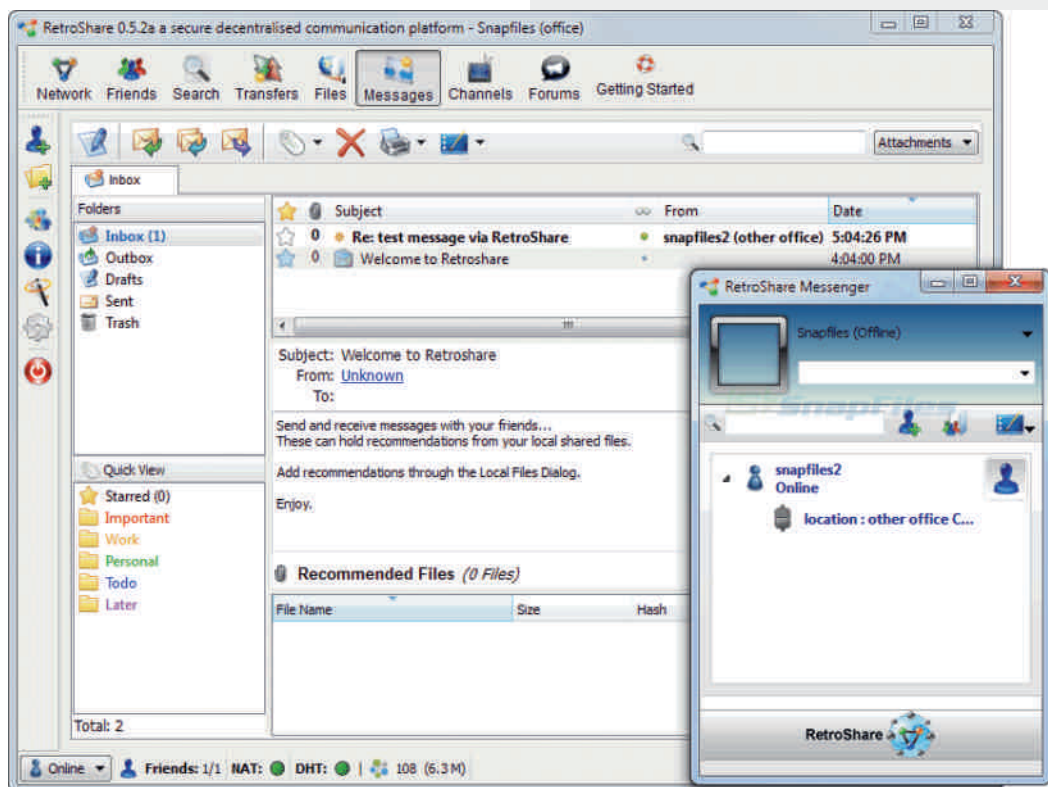 RetroShare 0.5.2a a secure decentralised communication platform - Snapfiles (office)
Network Friends Search Transfers Files Messages Channels Forums Getting Started
Attachments
Inbox
Folders
Inbox (1)
Outbox
Drafts
Sent
Trash
Subject From Date
0 Re: test message via RetroShare snapfiles2 (other office) 5:04:26 PM
0 Welcome to Retroshare 4:04:00 PM
Subject: Welcome to Retroshare
From: Unknown
To:
Send and receive messages with your friends...
These can hold recommendations from your local shared files.
Add recommendations through the Local Files Dialog.
Enjoy.
Quick View
Starred (0)
Important
Work
Personal
Todo
Later
Total: 2
Recommended Files (0 Files)
File Name Size Hash
RetroShare Messenger
Snapfiles (Offline)
SnapFiles
snapfiles2
Online
location : other office C...
RetroShare
Online Friends: 1/1 NAT: DHT: | 108 (6.3M)